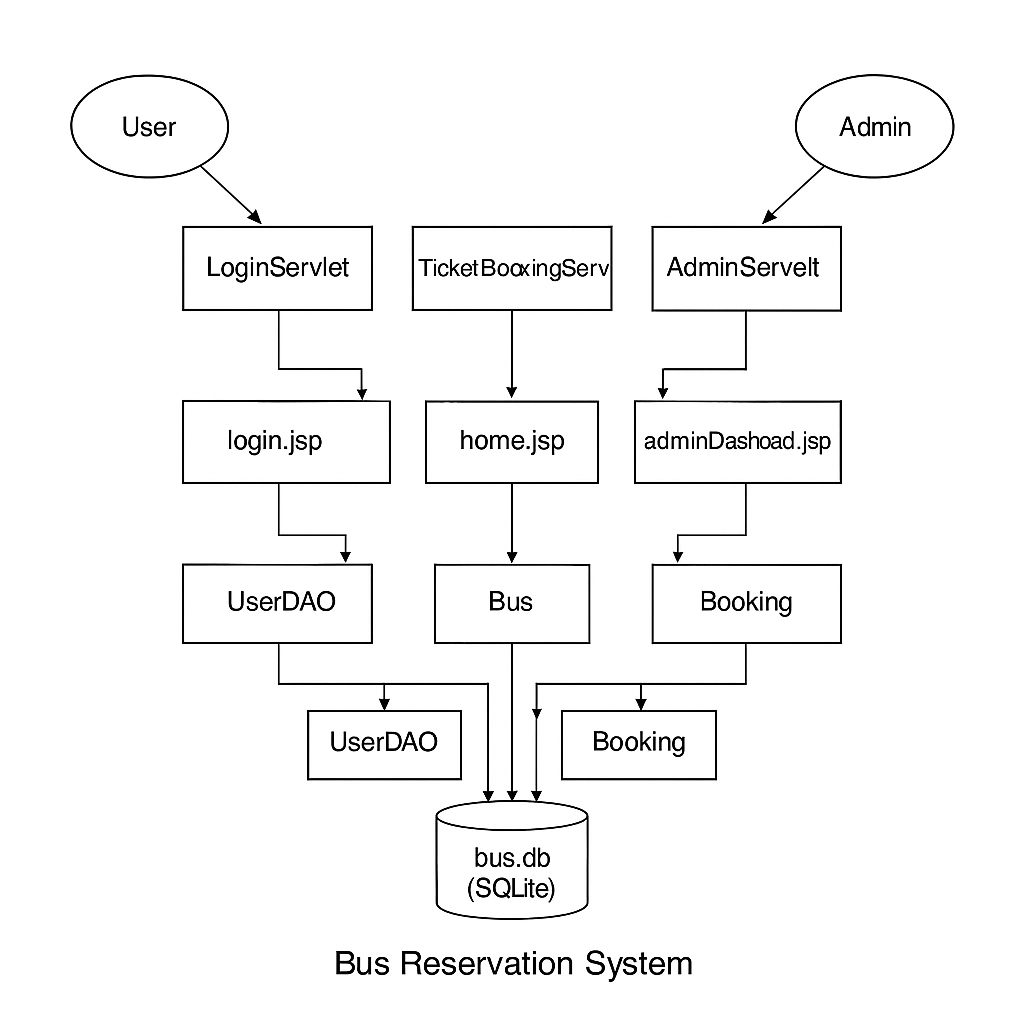 User
Admin
LoginServlet
TicketBooxingServ
AdminServelt
login.jsp
home.jsp
adminDashoad.jsp
UserDAO
Bus
Booking
UserDAO
Booking
bus.db
(SQLite)
Bus Reservation System